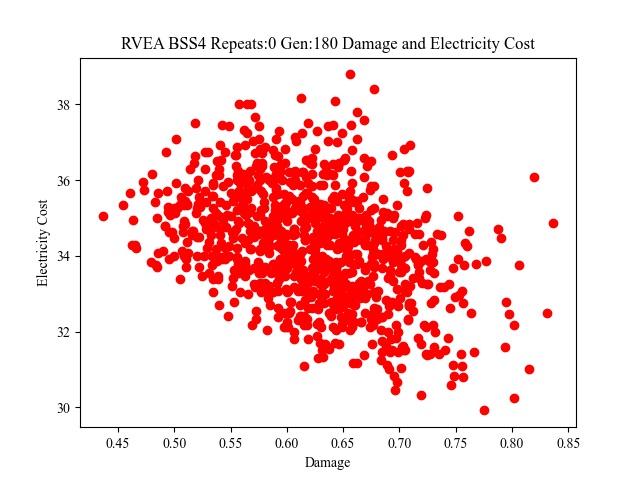 RVEA BSS4 Repeats:0 Gen:180 Damage and Electricity Cost
38
36
34
32
30
Electricity Cost
0.45 0.50 0.55 0.60 0.65 0.70 0.75 0.80 0.85
Damage